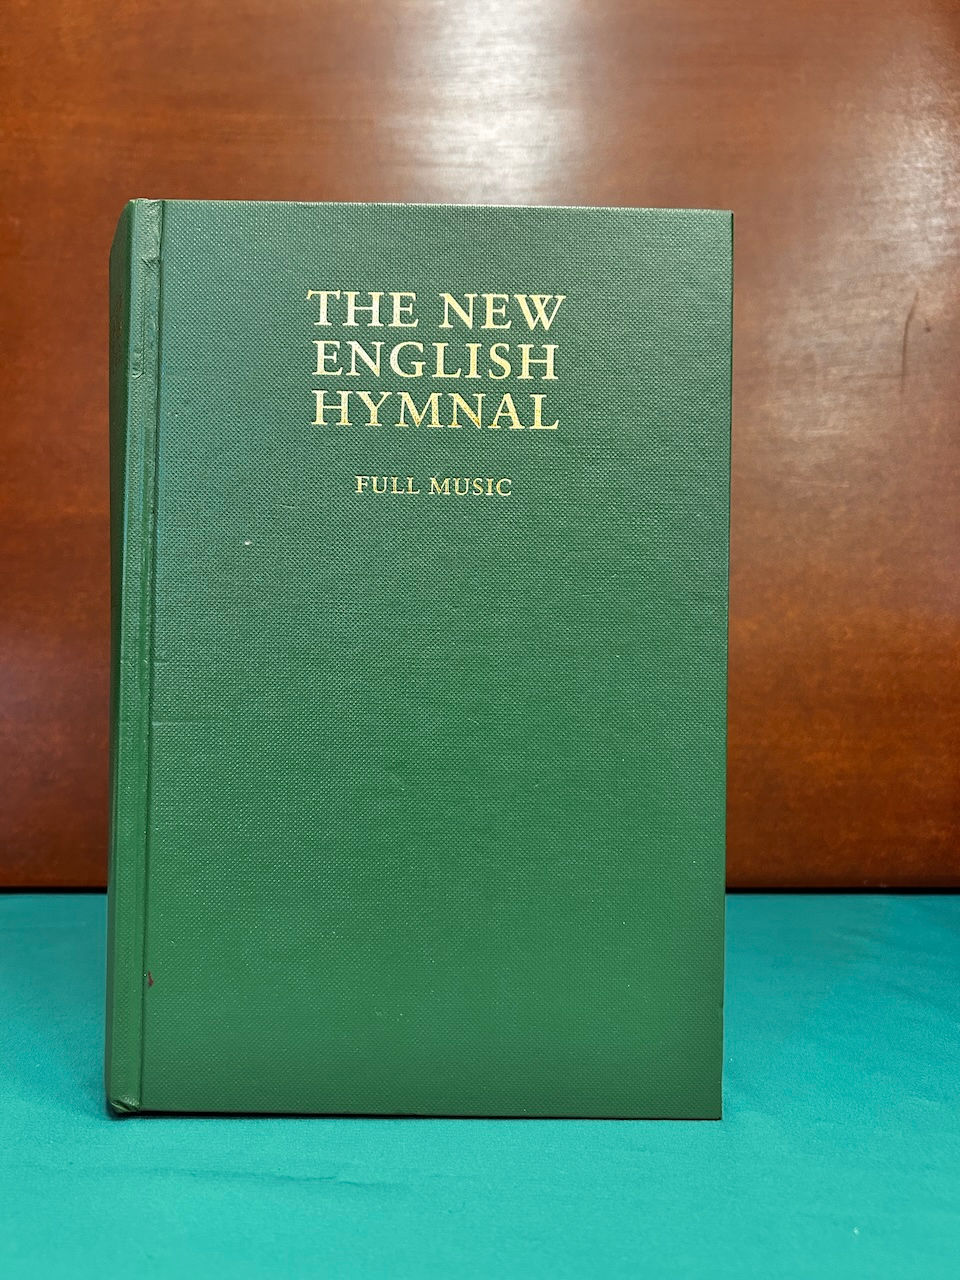 THE NEW
ENGLISH
HYMNAL
FULL MUSIC